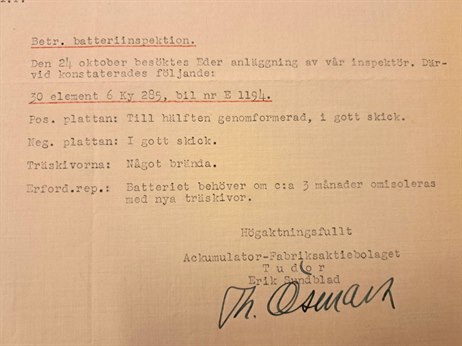 Betr. batteriinspektion.
Den 24 oktober besöktes Eder anläggning av vår inspektör. Där-
vid konstaterades följande:
30 element 6 Ky 285, bil nr E 1194.
Pos. plattan: Till hälften genomformerad, i gott skick.
Neg. plattan: I gott skick.
Träskivorna: Något brända.
Erford.rep.: Batteriet behöver om c:a 3 månader omisoleras
med nya träskivor.
Högaktningsfullt
Ackumulator-Fabriksaktiebolaget
Tudor
Erik Sundblad
Th. Ösmark